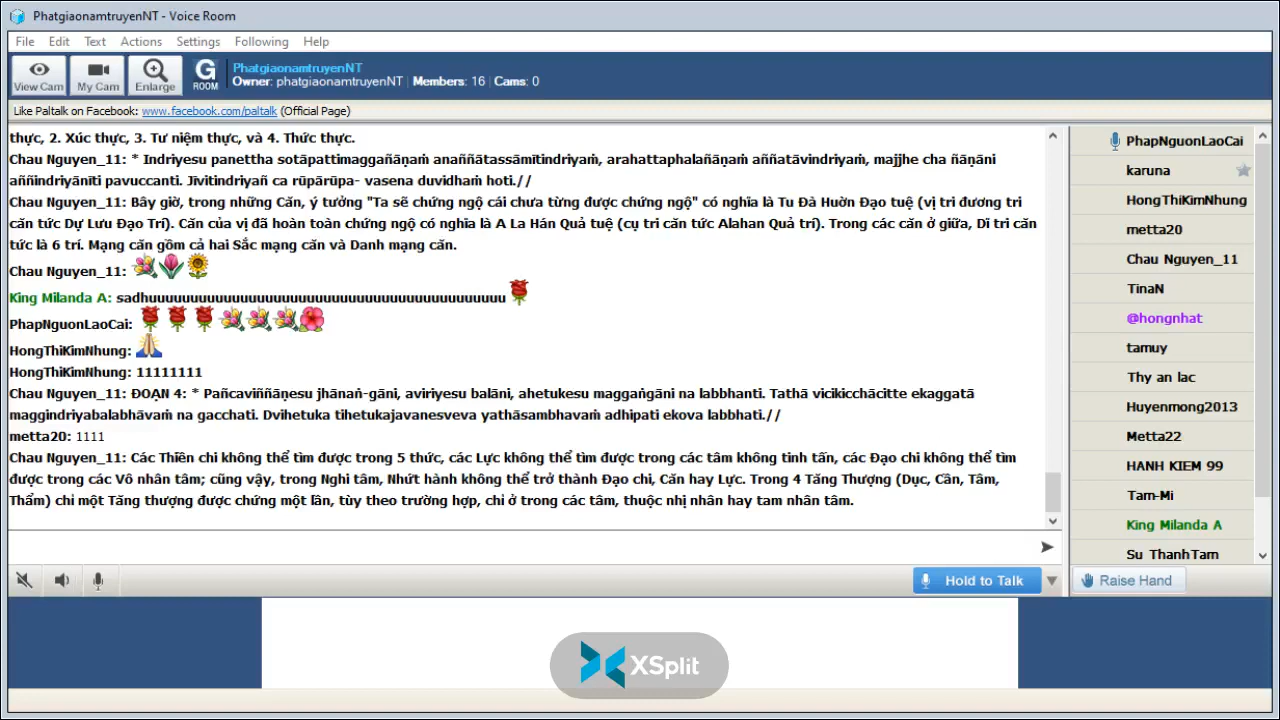 PhatgiaonamtruyenNT - Voice Room
File Edit Text Actions Settings Following Help
View Cam My Cam Enlarge G ROOM
PhatgiaonamtruyenNT
Owner: phatgiaonamtruyenNT Members: 16 Cams: 0
Like Paltalk on Facebook: www.facebook.com/paltalk (Official Page)
thực, 2. Xúc thực, 3. Tư niệm thực, và 4. Thức thực.
Chau Nguyen_11: * Indriyesu panettha sotāpattimaggañāṇaṁ anaññātassāmītindriyaṁ, arahattaphalañāṇaṁ aññatāvindriyaṁ, majjhe cha ñāṇāni
aññindriyānīti pavuccanti. Jīvitindriyañ ca rūpārūpa- vasena duvidhaṁ hoti.//
Chau Nguyen_11: Bây giờ, trong những Căn, ý tưởng "Ta sẽ chứng ngộ cái chưa từng được chứng ngộ" có nghĩa là Tu Đà Huờn Đạo tuệ (vị tri đương tri
căn tức Dự Lưu Đạo Trí). Căn của vị đã hoàn toàn chứng ngộ có nghĩa là A La Hán Quả tuệ (cụ tri căn tức Alahan Quả trí). Trong các căn ở giữa, Dĩ tri căn
tức là 6 trí. Mạng căn gồm cả hai Sắc mạng căn và Danh mạng căn.
Chau Nguyen_11:
King Milanda A: sadhuuuuuuuuuuuuuuuuuuuuuuuuuuuuuuuuuuuuuuuuuu
PhapNguonLaoCai:
HongThiKimNhung:
HongThiKimNhung: 11111111
Chau Nguyen_11: ĐOẠN 4: * Pañcaviññāṇesu jhānaṅ-gāni, aviriyesu balāni, ahetukesu maggaṅgāni na labbhanti. Tathā vicikicchācitte ekaggatā
maggindriyabalabhāvaṁ na gacchati. Dvihetuka tihetukajavanesveva yathāsambhavaṁ adhipati ekova labbhati.//
metta20: 1111
Chau Nguyen_11: Các Thiền chi không thể tìm được trong 5 thức, các Lực không thể tìm được trong các tâm không tinh tấn, các Đạo chi không thể tìm
được trong các Vô nhân tâm; cũng vậy, trong Nghi tâm, Nhứt hành không thể trở thành Đạo chi, Căn hay Lực. Trong 4 Tăng Thượng (Dục, Cần, Tâm,
Thẩm) chỉ một Tăng thượng được chứng một lần, tùy theo trường hợp, chỉ ở trong các tâm, thuộc nhị nhân hay tam nhân tâm.
PhapNguonLaoCai
karuna
HongThiKimNhung
metta20
Chau Nguyen_11
TinaN
@hongnhat
tamuy
Thy an lac
Huyenmong2013
Metta22
HANH KIEM 99
Tam-Mi
King Milanda A
Su ThanhTam
Hold to Talk
Raise Hand
XSplit